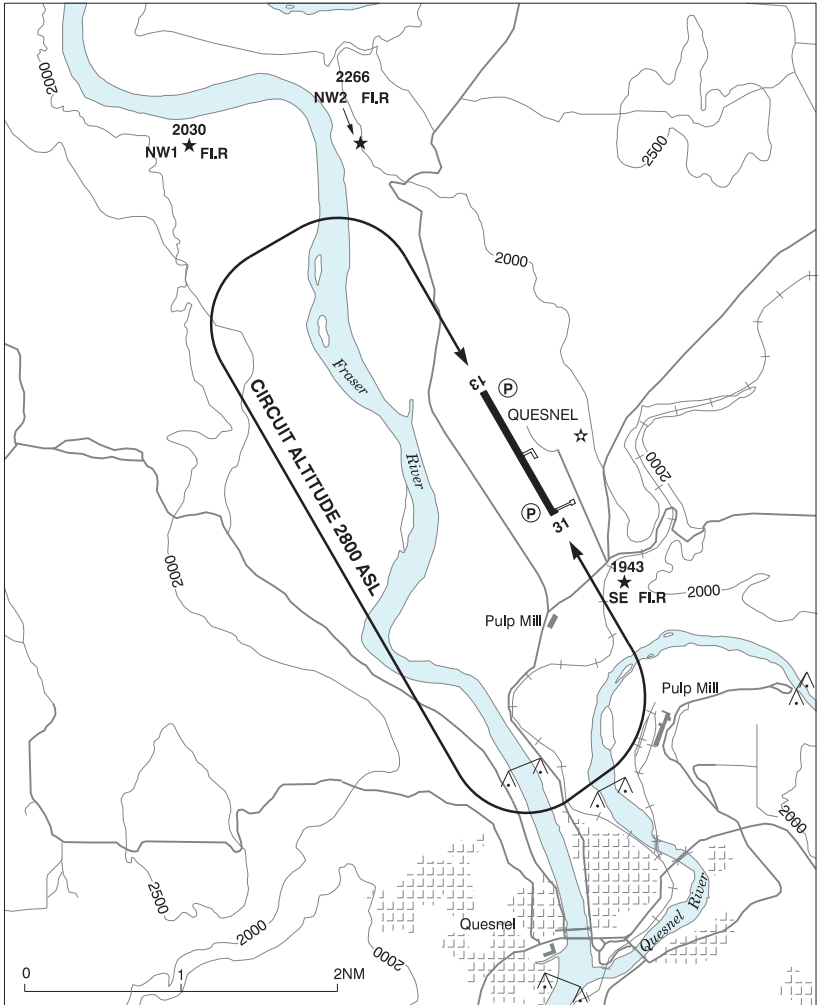 2000
2266
NW2 Fl.R
2030
NW1 Fl.R
2500
2000
13
P
QUESNEL
Fraser
River
CIRCUIT ALTITUDE 2800 ASL
2000
P
31
2000
1943
SE Fl.R
2000
Pulp Mill
Pulp Mill
2000
2500
2000
2000
Quesnel
Quesnel River
0 1 2NM